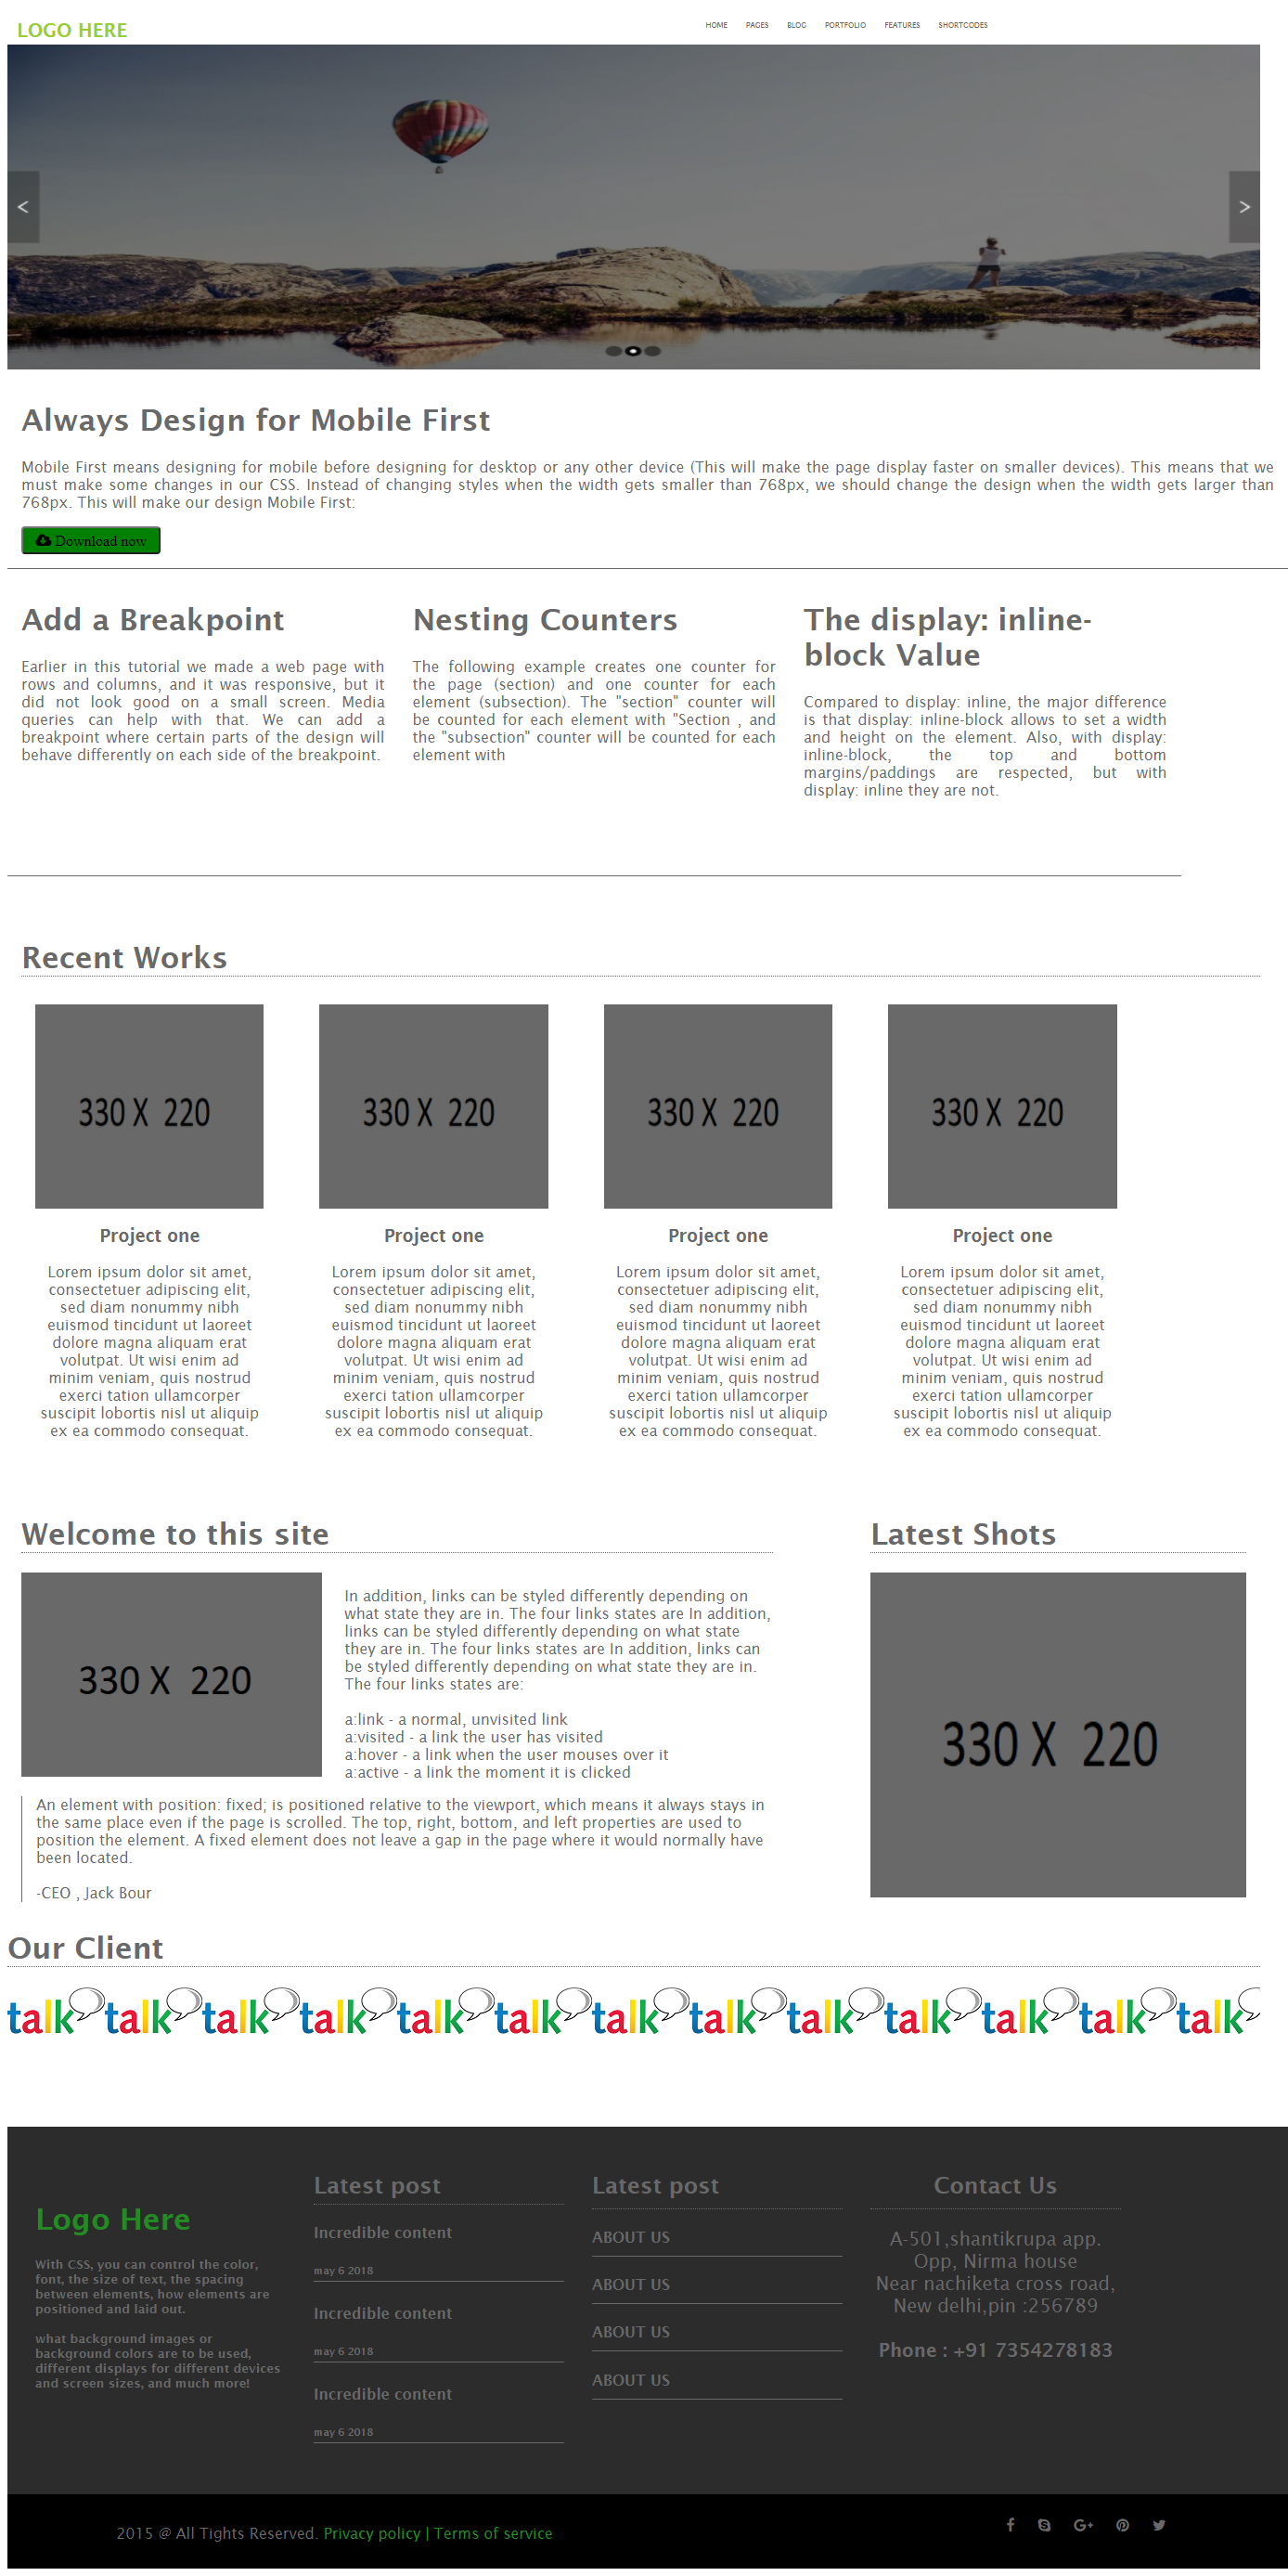 LOGO HERE
HOME PAGES BLOG PORTFOLIO FEATURES SHORTCODES
< >
Always Design for Mobile First
Mobile First means designing for mobile before designing for desktop or any other device (This will make the page display faster on smaller devices). This means that we
must make some changes in our CSS. Instead of changing styles when the width gets smaller than 768px, we should change the design when the width gets larger than
768px. This will make our design Mobile First:
Download now
Add a Breakpoint
Earlier in this tutorial we made a web page with
rows and columns, and it was responsive, but it
did not look good on a small screen. Media
queries can help with that. We can add a
breakpoint where certain parts of the design will
behave differently on each side of the breakpoint.
Nesting Counters
The following example creates one counter for
the page (section) and one counter for each
element (subsection). The "section" counter will
be counted for each element with "Section , and
the "subsection" counter will be counted for each
element with
The display: inline-
block Value
Compared to display: inline, the major difference
is that display: inline-block allows to set a width
and height on the element. Also, with display:
inline-block, the top and bottom
margins/paddings are respected, but with
display: inline they are not.
Recent Works
330 X 220
Project one
Lorem ipsum dolor sit amet,
consectetuer adipiscing elit,
sed diam nonummy nibh
euismod tincidunt ut laoreet
dolore magna aliquam erat
volutpat. Ut wisi enim ad
minim veniam, quis nostrud
exerci tation ullamcorper
suscipit lobortis nisl ut aliquip
ex ea commodo consequat.
330 X 220
Project one
Lorem ipsum dolor sit amet,
consectetuer adipiscing elit,
sed diam nonummy nibh
euismod tincidunt ut laoreet
dolore magna aliquam erat
volutpat. Ut wisi enim ad
minim veniam, quis nostrud
exerci tation ullamcorper
suscipit lobortis nisl ut aliquip
ex ea commodo consequat.
330 X 220
Project one
Lorem ipsum dolor sit amet,
consectetuer adipiscing elit,
sed diam nonummy nibh
euismod tincidunt ut laoreet
dolore magna aliquam erat
volutpat. Ut wisi enim ad
minim veniam, quis nostrud
exerci tation ullamcorper
suscipit lobortis nisl ut aliquip
ex ea commodo consequat.
330 X 220
Project one
Lorem ipsum dolor sit amet,
consectetuer adipiscing elit,
sed diam nonummy nibh
euismod tincidunt ut laoreet
dolore magna aliquam erat
volutpat. Ut wisi enim ad
minim veniam, quis nostrud
exerci tation ullamcorper
suscipit lobortis nisl ut aliquip
ex ea commodo consequat.
Welcome to this site
330 X 220
In addition, links can be styled differently depending on
what state they are in. The four links states are In addition,
links can be styled differently depending on what state
they are in. The four links states are In addition, links can
be styled differently depending on what state they are in.
The four links states are:
a:link - a normal, unvisited link
a:visited - a link the user has visited
a:hover - a link when the user mouses over it
a:active - a link the moment it is clicked
An element with position: fixed; is positioned relative to the viewport, which means it always stays in
the same place even if the page is scrolled. The top, right, bottom, and left properties are used to
position the element. A fixed element does not leave a gap in the page where it would normally have
been located.
-CEO , Jack Bour
Latest Shots
330 X 220
Our Client
talk talk talk talk talk talk talk talk talk talk talk talk talk
Logo Here
With CSS, you can control the color,
font, the size of text, the spacing
between elements, how elements are
positioned and laid out.
what background images or
background colors are to be used,
different displays for different devices
and screen sizes, and much more!
Latest post
Incredible content
may 6 2018
Incredible content
may 6 2018
Incredible content
may 6 2018
Latest post
ABOUT US
ABOUT US
ABOUT US
ABOUT US
Contact Us
A-501,shantikrupa app.
Opp, Nirma house
Near nachiketa cross road,
New delhi,pin :256789
Phone : +91 7354278183
2015 @ All Tights Reserved. Privacy policy | Terms of service